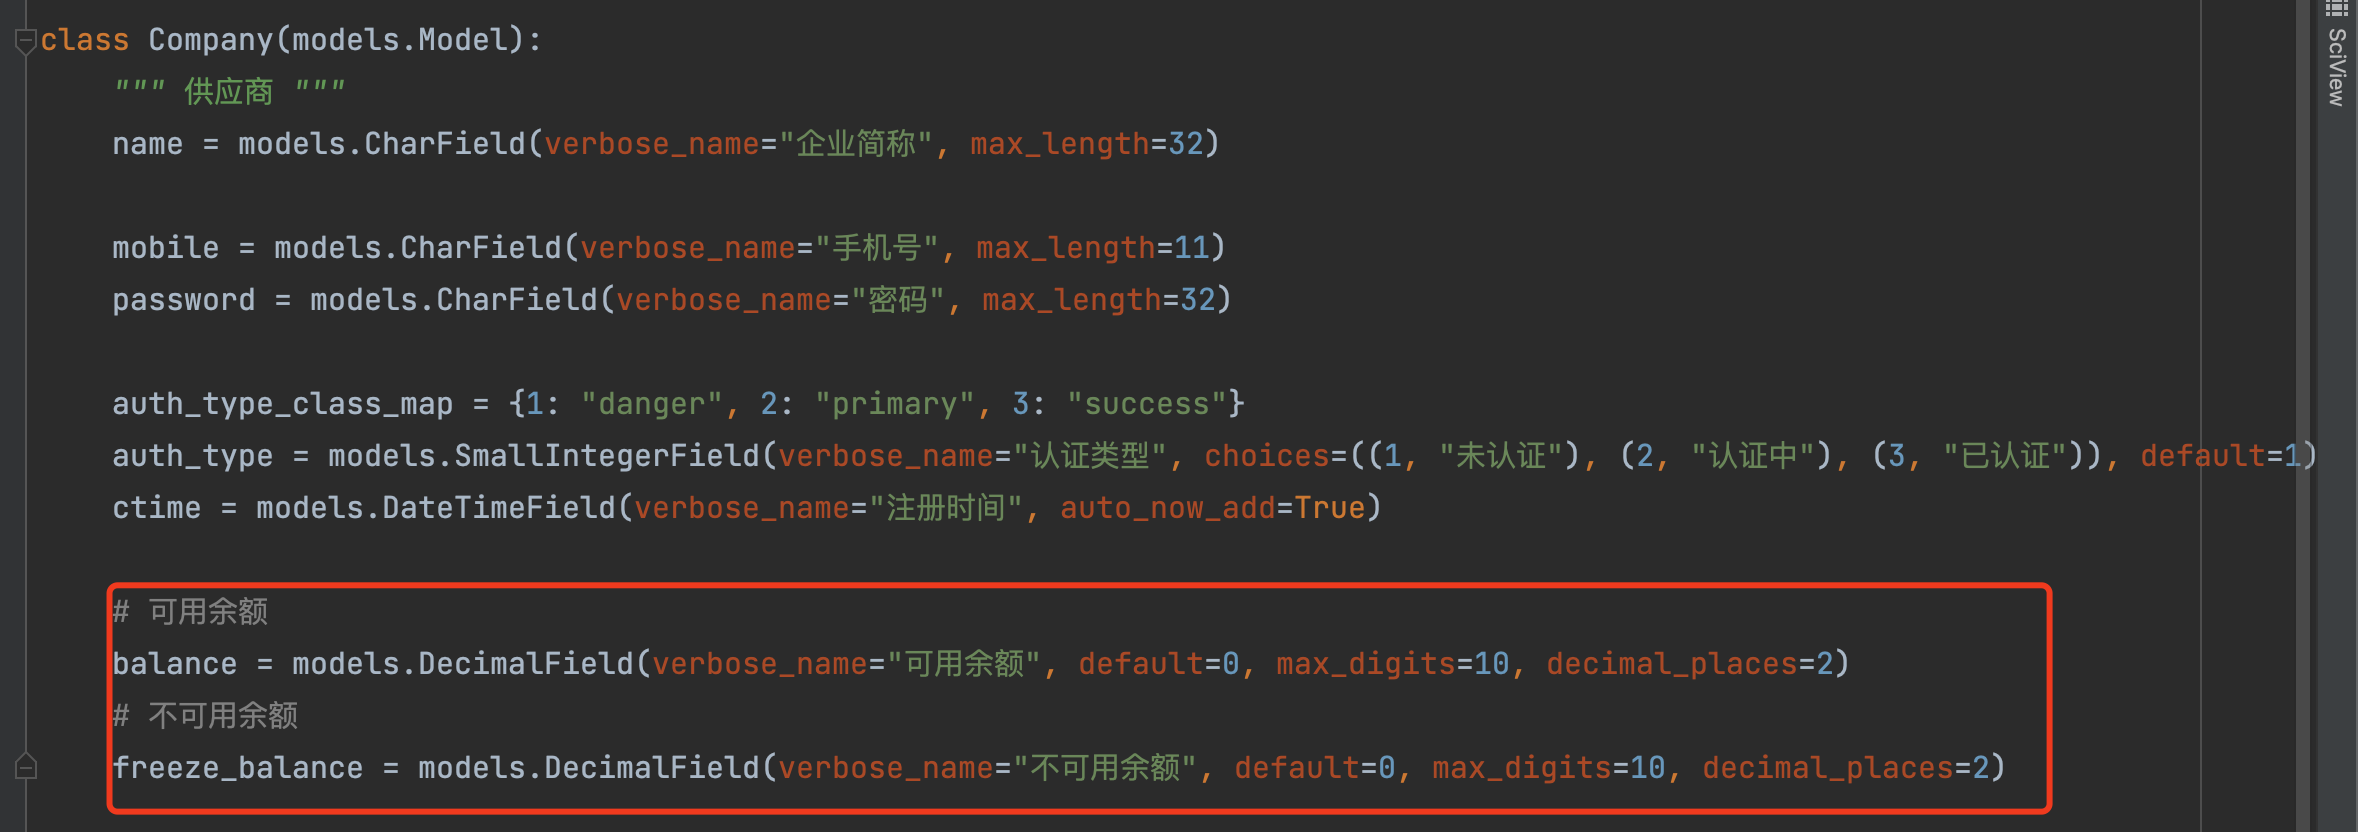 class Company(models.Model):
""" 供应商 """
name = models.CharField(verbose_name="企业简称", max_length=32)
mobile = models.CharField(verbose_name="手机号", max_length=11)
password = models.CharField(verbose_name="密码", max_length=32)
auth_type_class_map = {1: "danger", 2: "primary", 3: "success"}
auth_type = models.SmallIntegerField(verbose_name="认证类型", choices=((1, "未认证"), (2, "认证中"), (3, "已认证")), default=1)
ctime = models.DateTimeField(verbose_name="注册时间", auto_now_add=True)
# 可用余额
balance = models.DecimalField(verbose_name="可用余额", default=0, max_digits=10, decimal_places=2)
# 不可用余额
freeze_balance = models.DecimalField(verbose_name="不可用余额", default=0, max_digits=10, decimal_places=2)
SciView